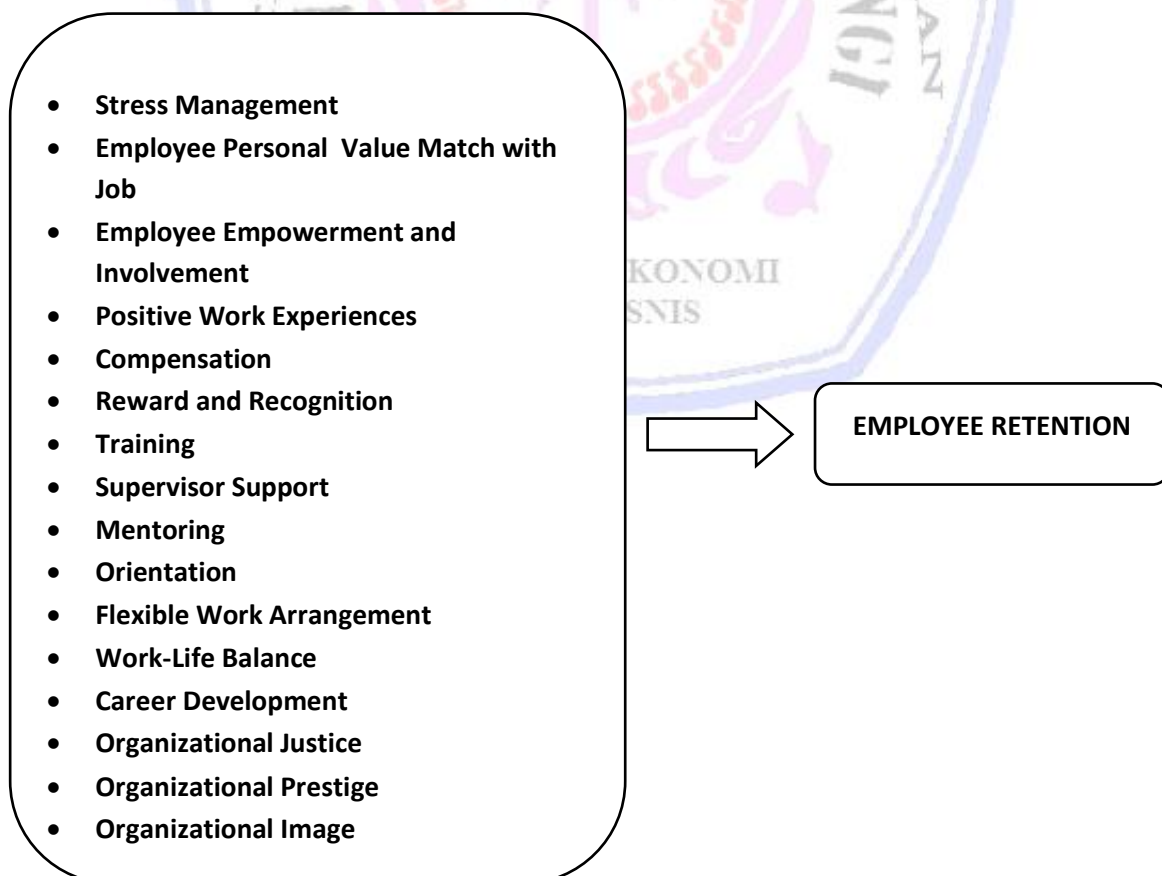 • Stress Management
• Employee Personal Value Match with
Job
• Employee Empowerment and
Involvement
• Positive Work Experiences
• Compensation
• Reward and Recognition
• Training
• Supervisor Support
• Mentoring
• Orientation
• Flexible Work Arrangement
• Work-Life Balance
• Career Development
• Organizational Justice
• Organizational Prestige
• Organizational Image
EMPLOYEE RETENTION
KONOMI
SNIS